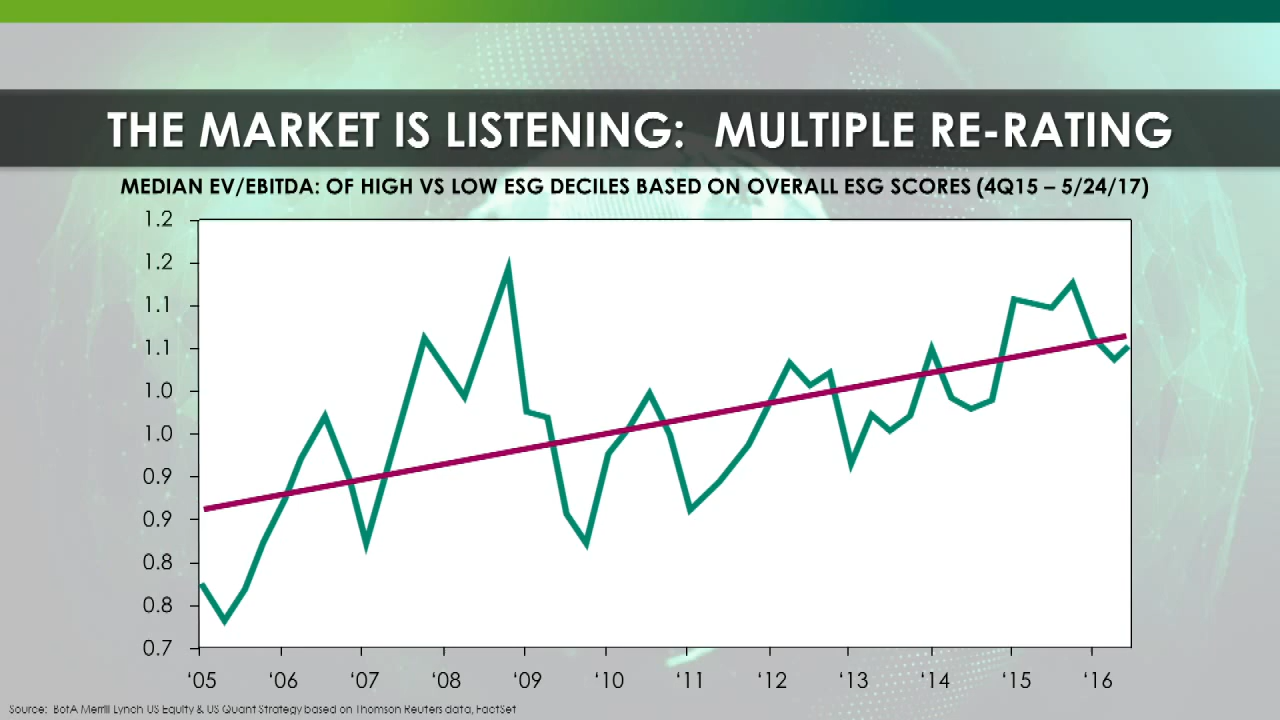 THE MARKET IS LISTENING: MULTIPLE RE-RATING
MEDIAN EV/EBITDA: OF HIGH VS LOW ESG DECILES BASED ON OVERALL ESG SCORES (4Q15 – 5/24/17)
1.2
1.2
1.1
1.1
1.0
1.0
0.9
0.9
0.8
0.8
0.7
‘05 ‘06 ‘07 ‘08 ‘09 ‘10 ‘11 ‘12 ‘13 ‘14 ‘15 ‘16
Source: BofA Merrill Lynch US Equity & US Quant Strategy based on Thomson Reuters data, FactSet